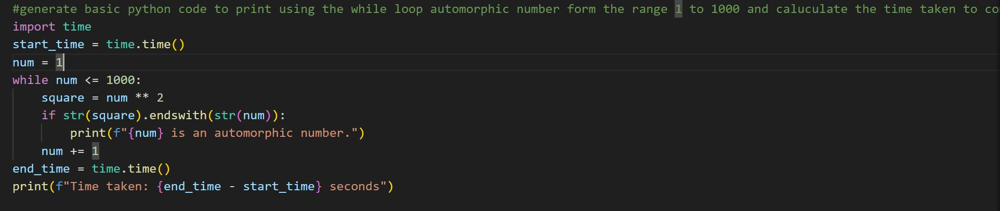 #generate basic python code to print using the while loop automorphic number form the range 1 to 1000 and caluculate the time taken to
import time
start_time = time.time()
num = 1
while num <= 1000:
    square = num ** 2
    if str(square).endswith(str(num)):
        print(f"{num} is an automorphic number.")
    num += 1
end_time = time.time()
print(f"Time taken: {end_time - start_time} seconds")